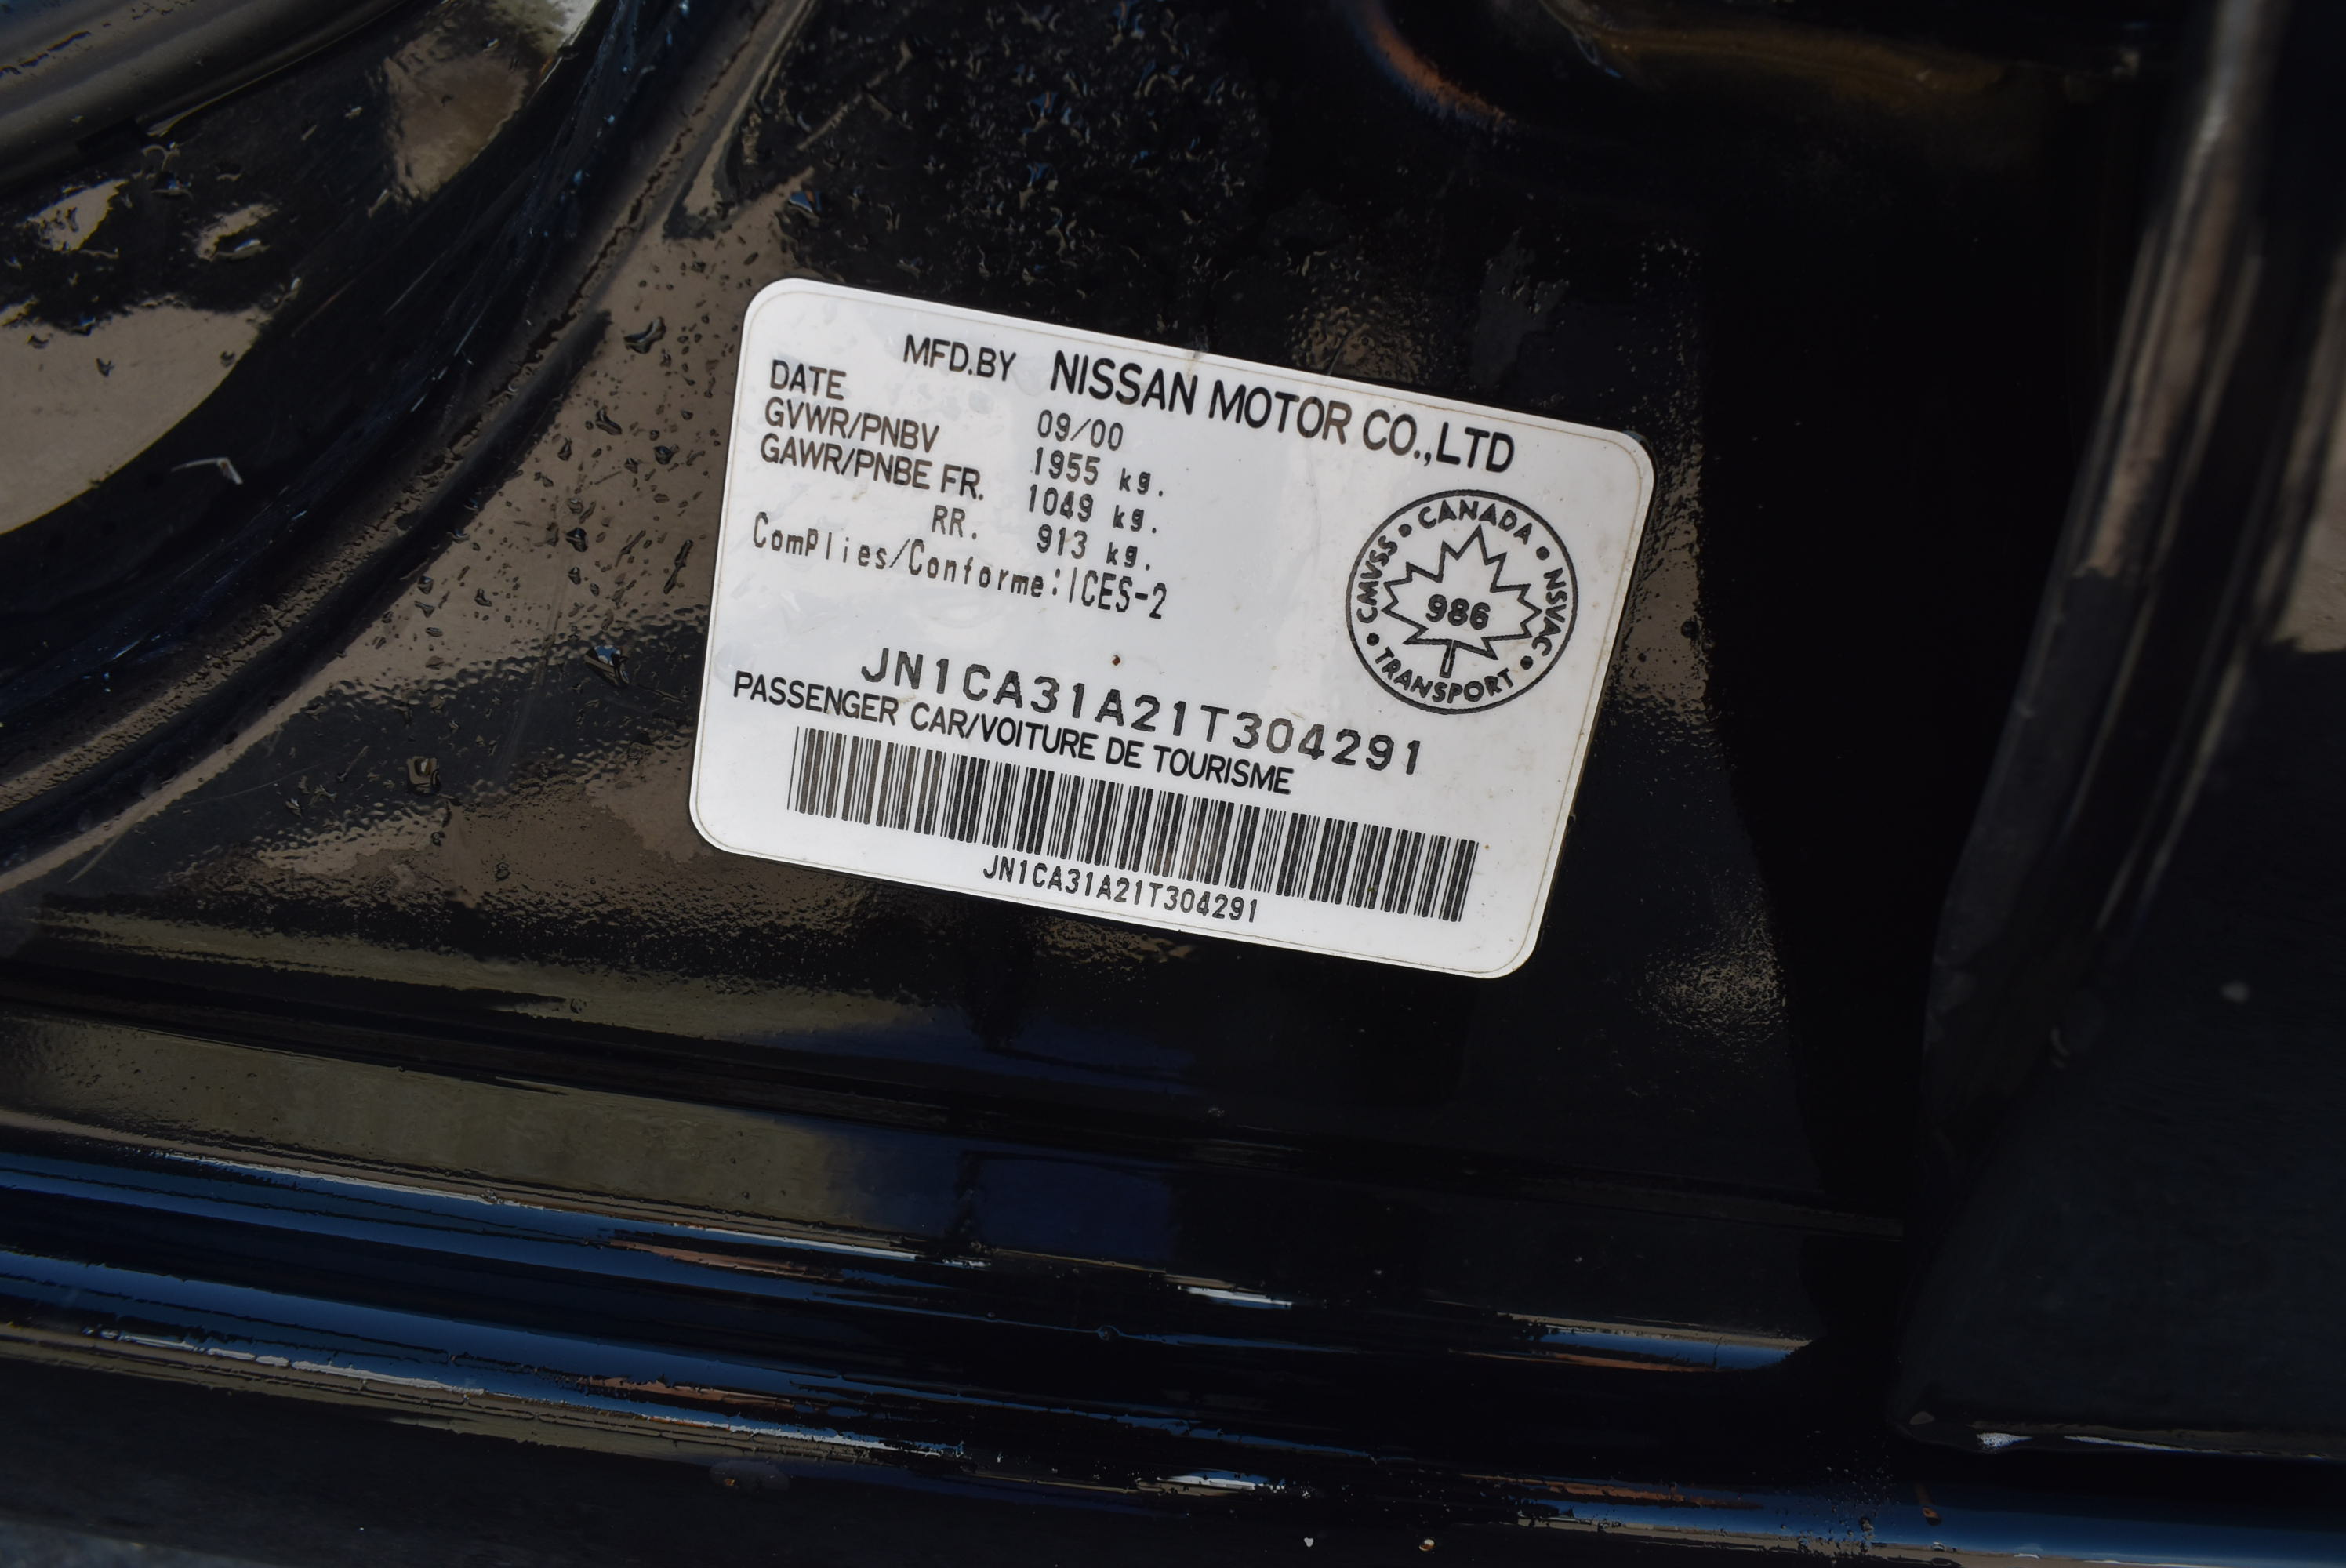 MFD.BY NISSAN MOTOR CO.,LTD
DATE 09/00
GVWR/PNBV 1955 kg.
GAWR/PNBE FR. 1049 kg.
RR. 913 kg.
ComPlies/Conforme:ICES-2
CANADA • NSVAC • TRANSPORT • CMVSS •
986
JN1CA31A21T304291
PASSENGER CAR/VOITURE DE TOURISME
JN1CA31A21T304291